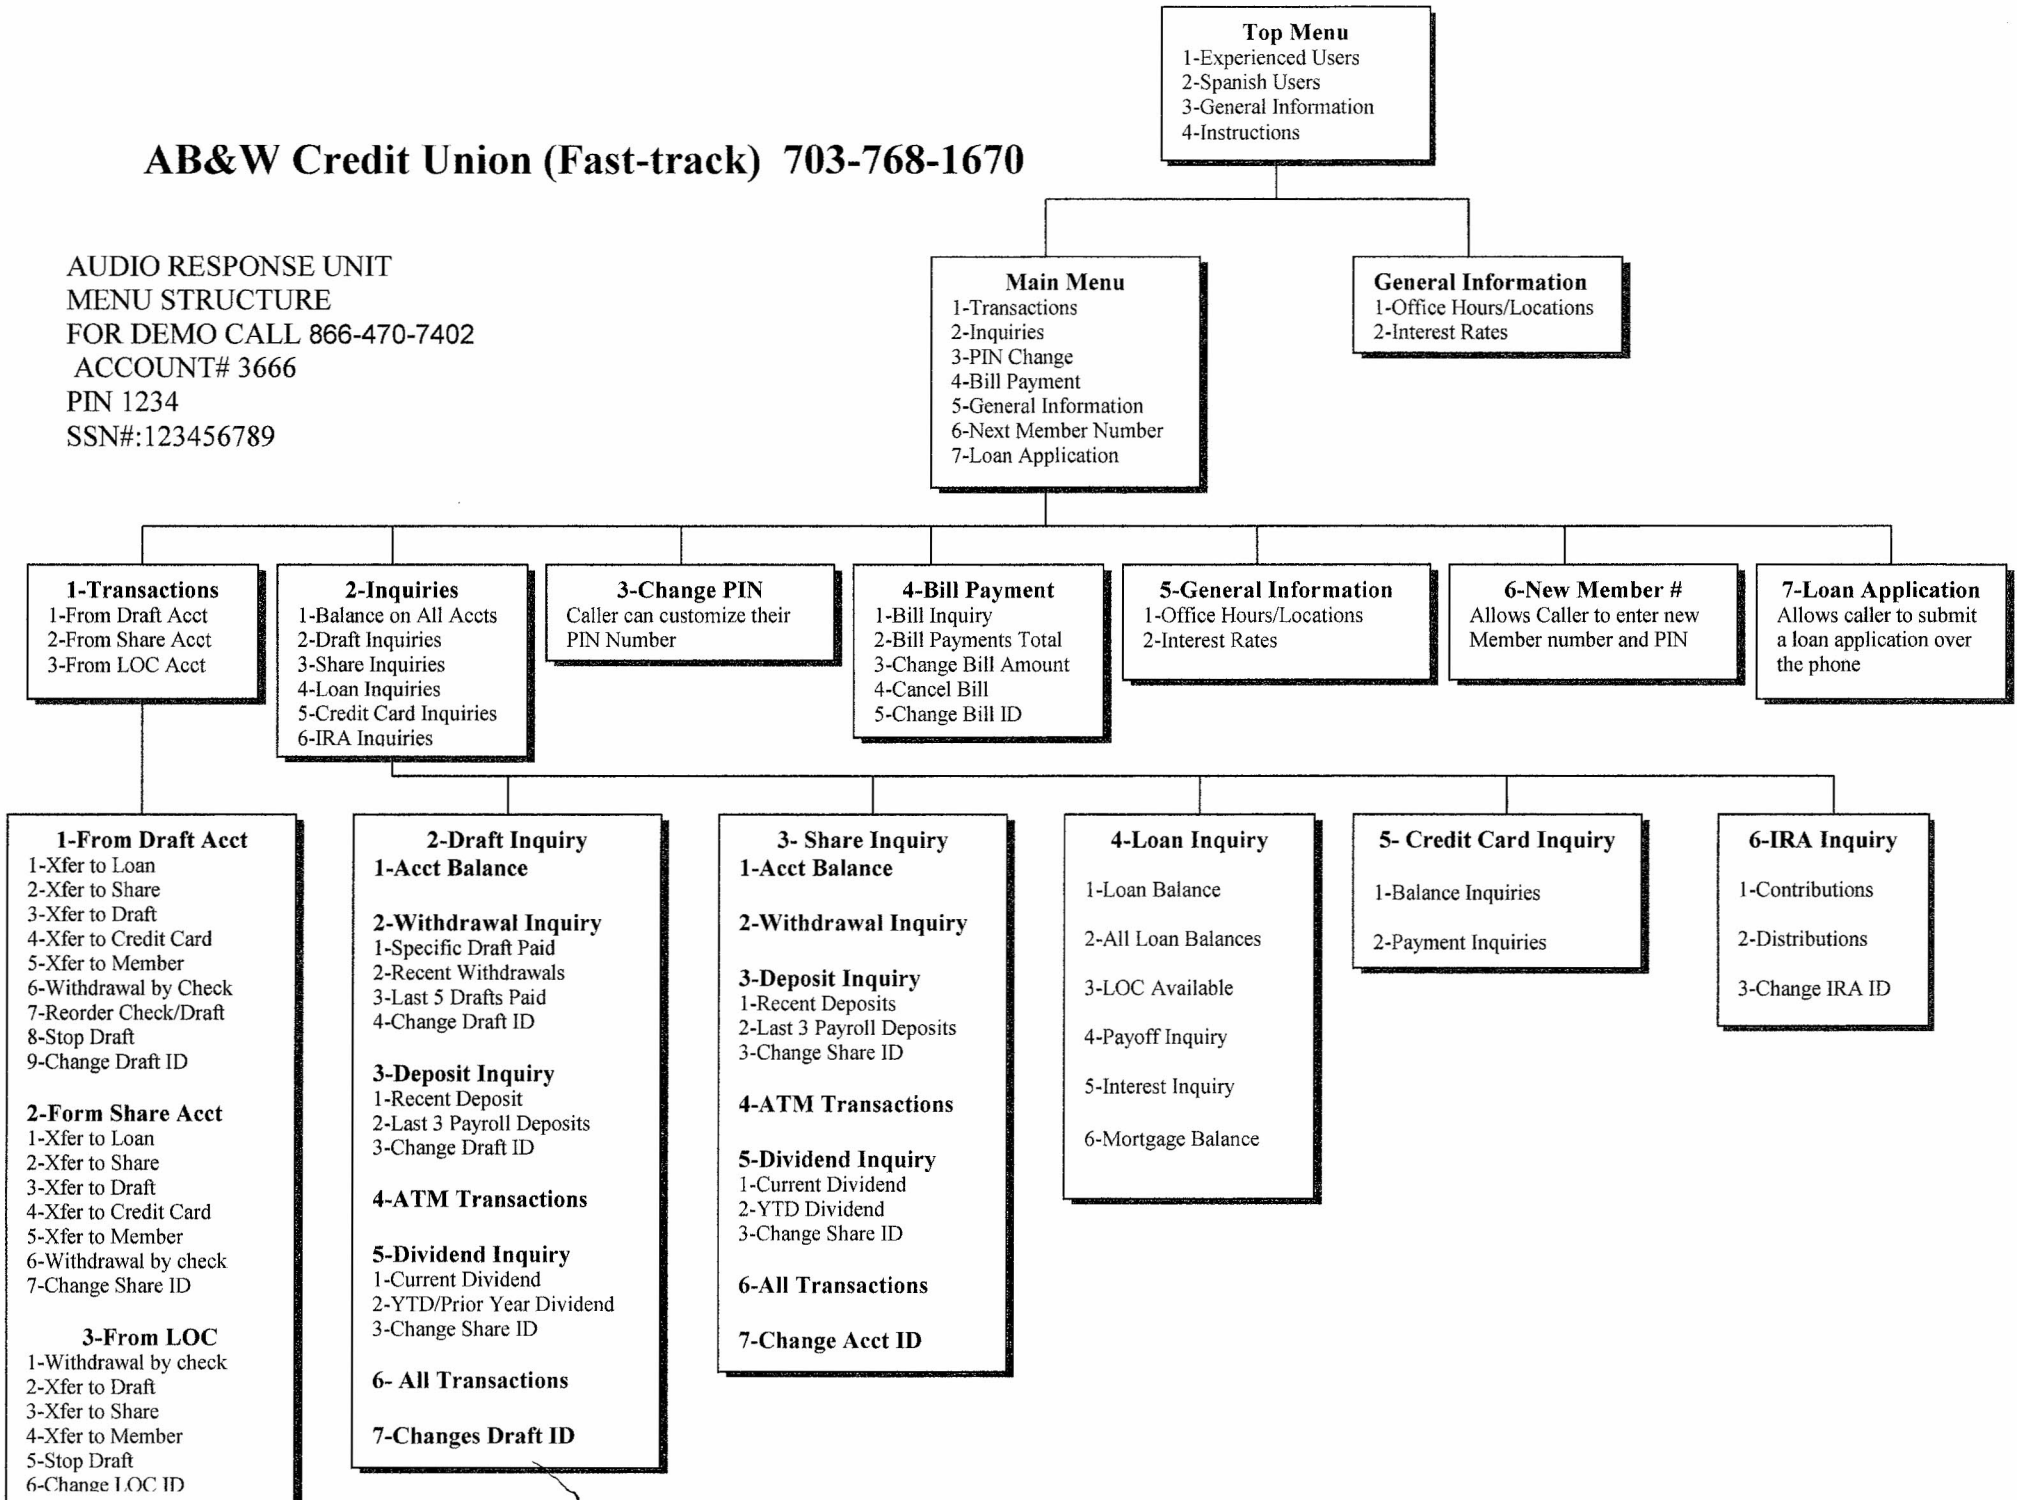 Top Menu
1-Experienced Users
2-Spanish Users
3-General Information
4-Instructions
AB&W Credit Union (Fast-track) 703-768-1670
AUDIO RESPONSE UNIT
MENU STRUCTURE
FOR DEMO CALL 866-470-7402
ACCOUNT# 3666
PIN 1234
SSN#:123456789
Main Menu
1-Transactions
2-Inquiries
3-PIN Change
4-Bill Payment
5-General Information
6-Next Member Number
7-Loan Application
General Information
1-Office Hours/Locations
2-Interest Rates
1-Transactions
1-From Draft Acct
2-From Share Acct
3-From LOC Acct
2-Inquiries
1-Balance on All Accts
2-Draft Inquiries
3-Share Inquiries
4-Loan Inquiries
5-Credit Card Inquiries
6-IRA Inquiries
3-Change PIN
Caller can customize their
PIN Number
4-Bill Payment
1-Bill Inquiry
2-Bill Payments Total
3-Change Bill Amount
4-Cancel Bill
5-Change Bill ID
5-General Information
1-Office Hours/Locations
2-Interest Rates
6-New Member #
Allows Caller to enter new
Member number and PIN
7-Loan Application
Allows caller to submit
a loan application over
the phone
1-From Draft Acct
1-Xfer to Loan
2-Xfer to Share
3-Xfer to Draft
4-Xfer to Credit Card
5-Xfer to Member
6-Withdrawal by Check
7-Reorder Check/Draft
8-Stop Draft
9-Change Draft ID
2-Form Share Acct
1-Xfer to Loan
2-Xfer to Share
3-Xfer to Draft
4-Xfer to Credit Card
5-Xfer to Member
6-Withdrawal by check
7-Change Share ID
3-From LOC
1-Withdrawal by check
2-Xfer to Draft
3-Xfer to Share
4-Xfer to Member
5-Stop Draft
6-Change LOC ID
2-Draft Inquiry
1-Acct Balance
2-Withdrawal Inquiry
1-Specific Draft Paid
2-Recent Withdrawals
3-Last 5 Drafts Paid
4-Change Draft ID
3-Deposit Inquiry
1-Recent Deposit
2-Last 3 Payroll Deposits
3-Change Draft ID
4-ATM Transactions
5-Dividend Inquiry
1-Current Dividend
2-YTD/Prior Year Dividend
3-Change Share ID
6- All Transactions
7-Changes Draft ID
3- Share Inquiry
1-Acct Balance
2-Withdrawal Inquiry
3-Deposit Inquiry
1-Recent Deposits
2-Last 3 Payroll Deposits
3-Change Share ID
4-ATM Transactions
5-Dividend Inquiry
1-Current Dividend
2-YTD Dividend
3-Change Share ID
6-All Transactions
7-Change Acct ID
4-Loan Inquiry
1-Loan Balance
2-All Loan Balances
3-LOC Available
4-Payoff Inquiry
5-Interest Inquiry
6-Mortgage Balance
5- Credit Card Inquiry
1-Balance Inquiries
2-Payment Inquiries
6-IRA Inquiry
1-Contributions
2-Distributions
3-Change IRA ID